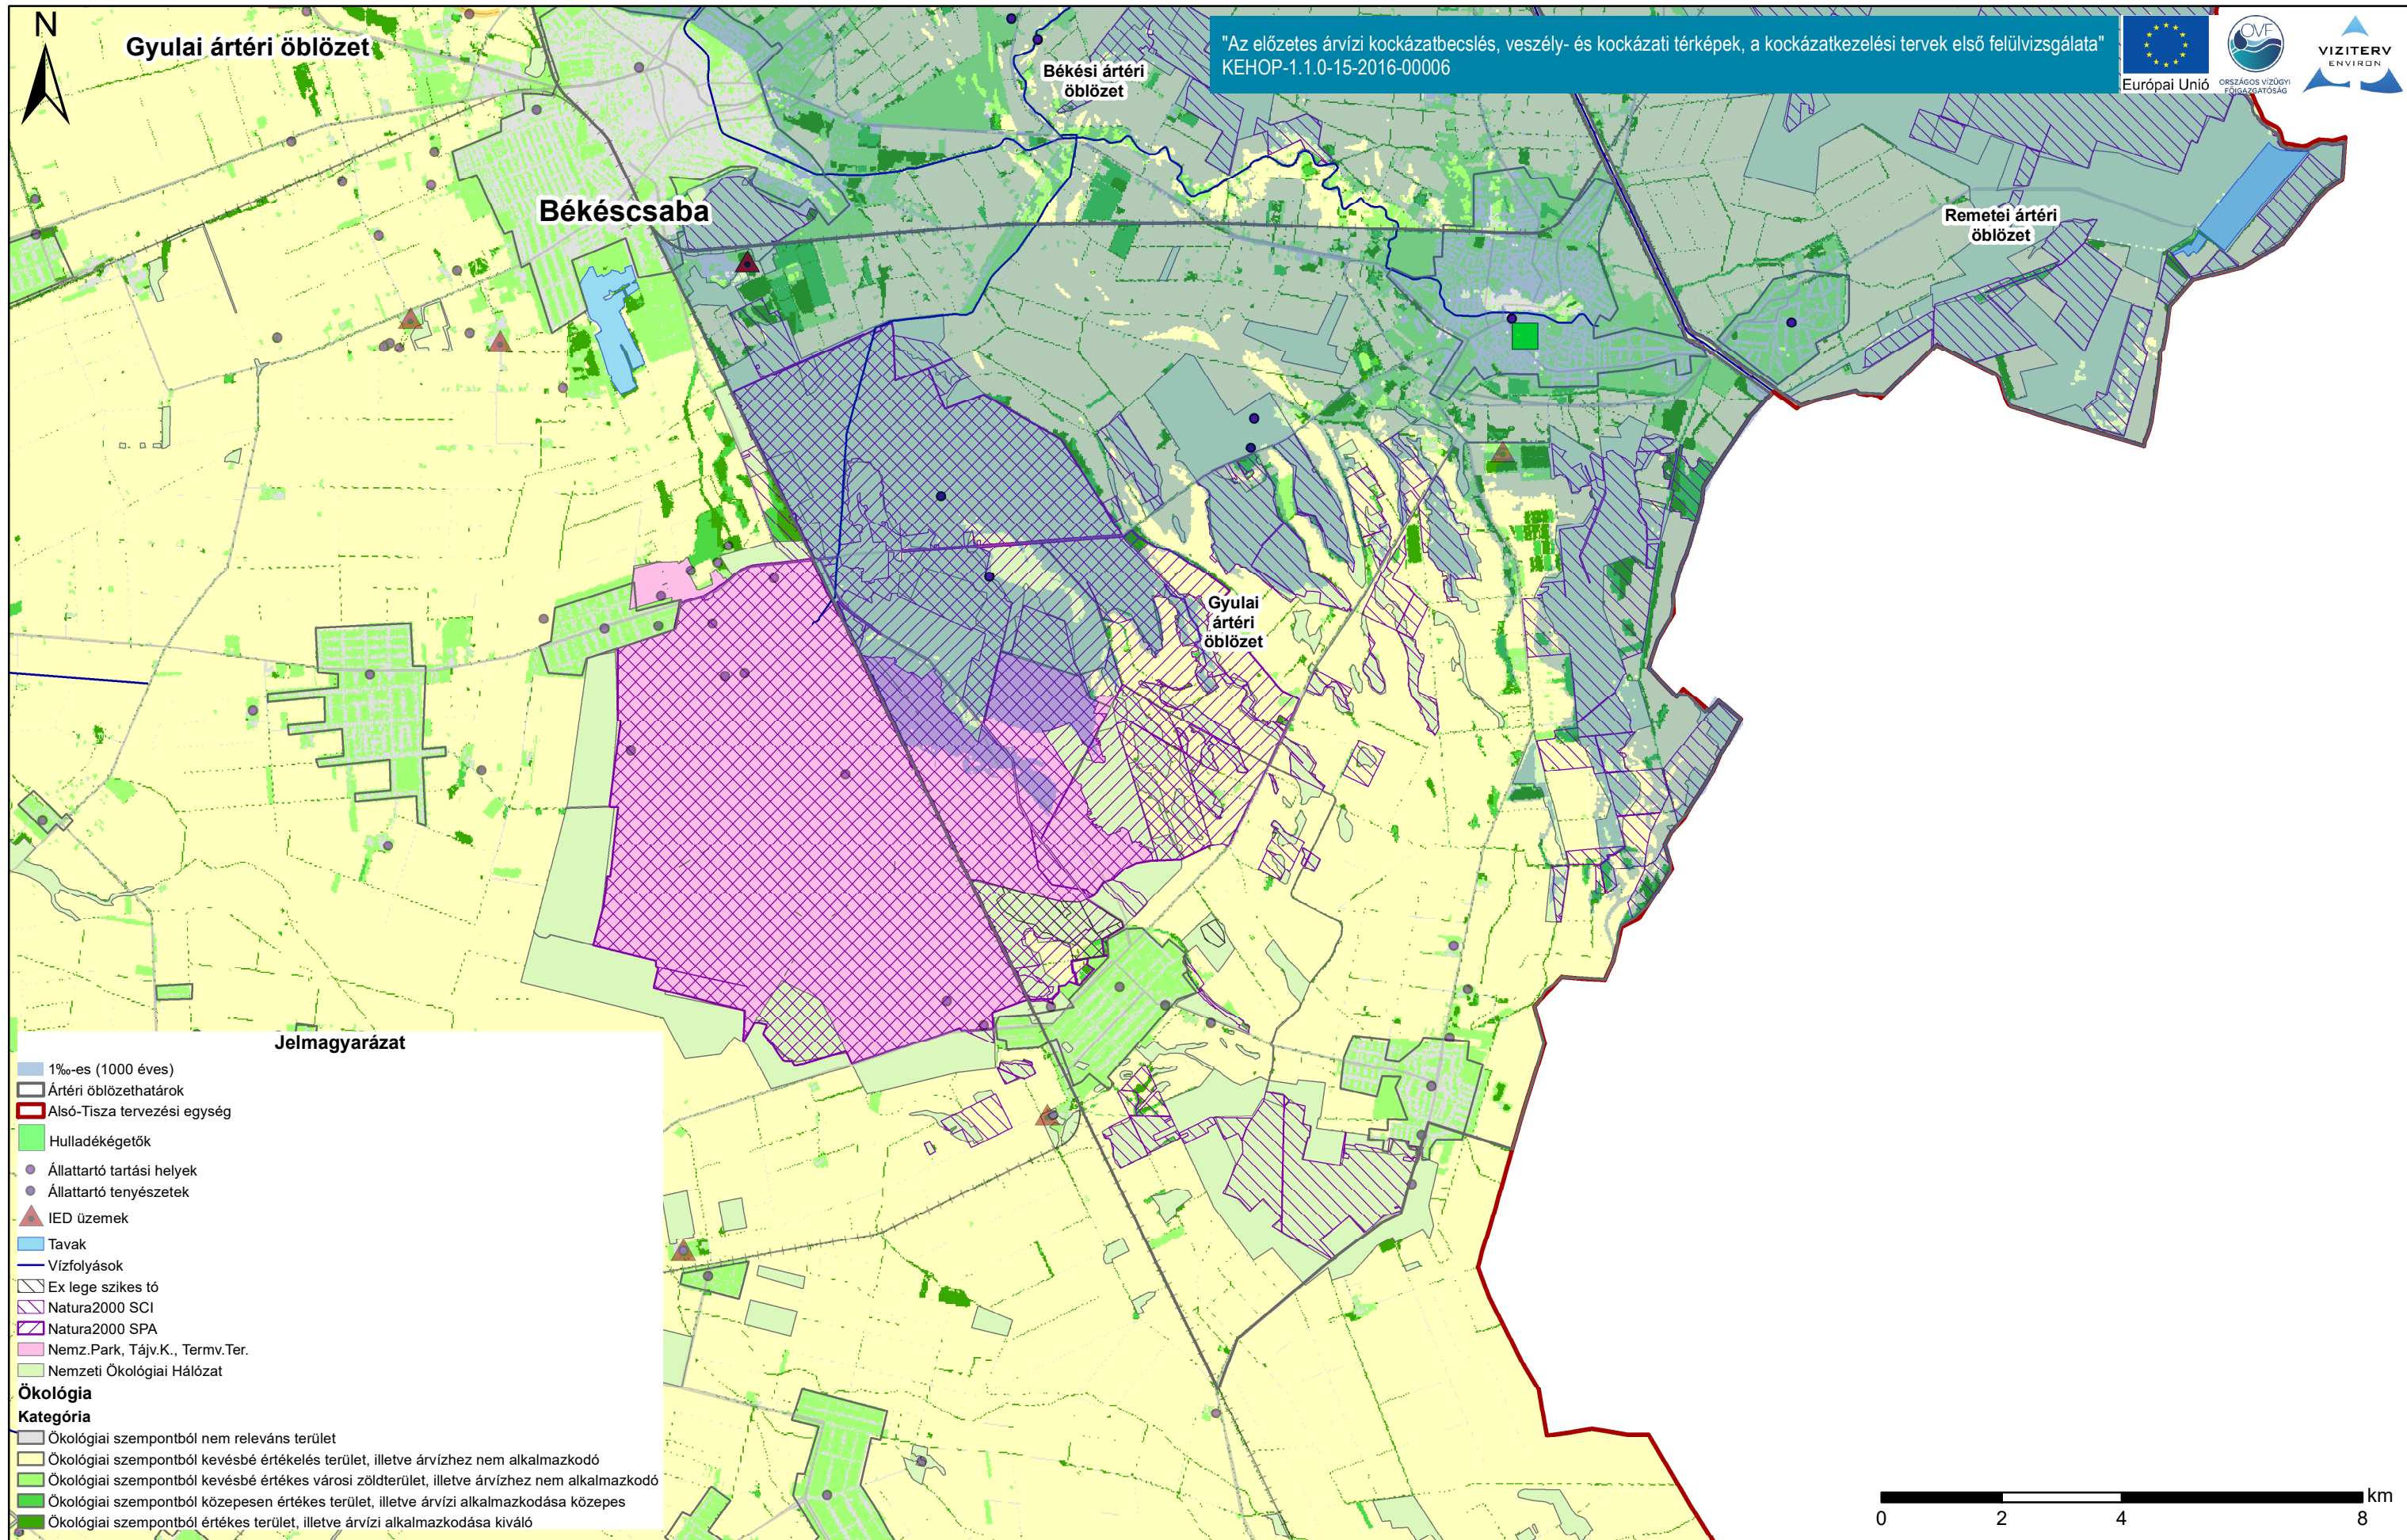 N
Gyulai ártéri öblözet
Békési ártéri
öblözet
"Az előzetes árvízi kockázatbecslés, veszély- és kockázati térképek, a kockázatkezelési tervek első felülvizsgálata"
KEHOP-1.1.0-15-2016-00006
Európai Unió
OVF
ORSZÁGOS VÍZÜGYI
FŐIGAZGATÓSÁG
VIZITERV
ENVIRON
Békéscsaba
Remetei ártéri
öblözet
Gyulai
ártéri
öblözet
Jelmagyarázat
1‰-es (1000 éves)
Ártéri öblözethatárok
Alsó-Tisza tervezési egység
Hulladékégetők
Állattartó tartási helyek
Állattartó tenyészetek
IED üzemek
Tavak
Vízfolyások
Ex lege szikes tó
Natura2000 SCI
Natura2000 SPA
Nemz.Park, Tájv.K., Termv.Ter.
Nemzeti Ökológiai Hálózat
Ökológia
Kategória
Ökológiai szempontból nem releváns terület
Ökológiai szempontból kevésbé értékelés terület, illetve árvízhez nem alkalmazkodó
Ökológiai szempontból kevésbé értékes városi zöldterület, illetve árvízhez nem alkalmazkodó
Ökológiai szempontból közepesen értékes terület, illetve árvízi alkalmazkodása közepes
Ökológiai szempontból értékes terület, illetve árvízi alkalmazkodása kiváló
km
0 2 4 8